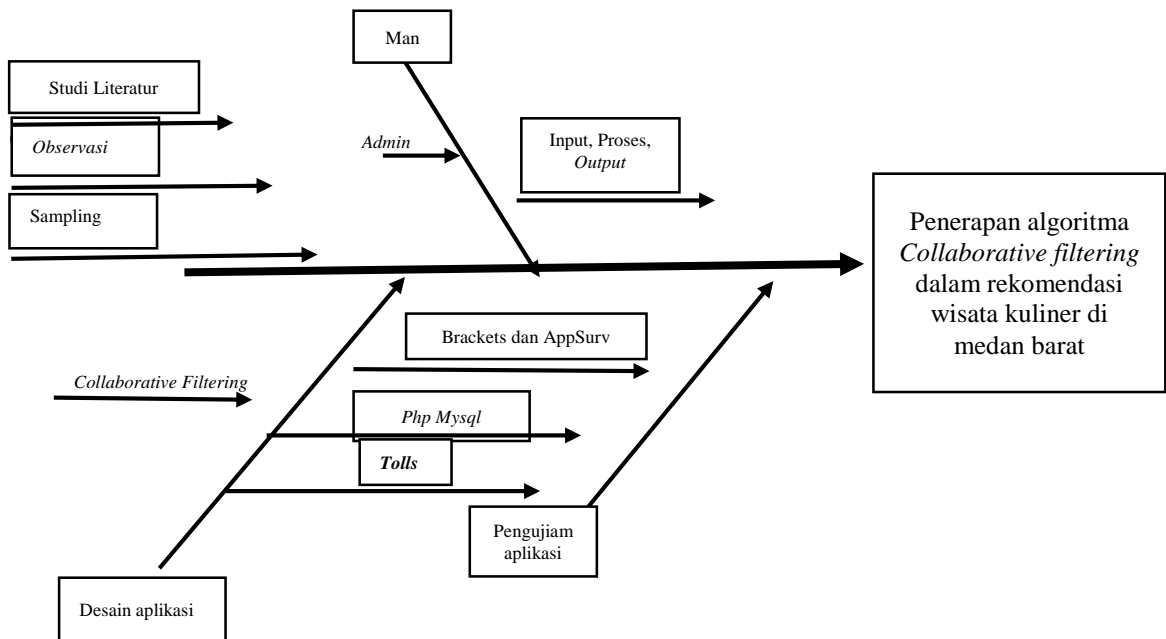 Man
Studi Literatur
Admin
Input, Proses,
Output
Observasi
Sampling
Penerapan algoritma
Collaborative filtering
dalam rekomendasi
wisata kuliner di
medan barat
Brackets dan AppSurv
Collaborative Filtering
Php Mysql
Tolls
Pengujiam
aplikasi
Desain aplikasi